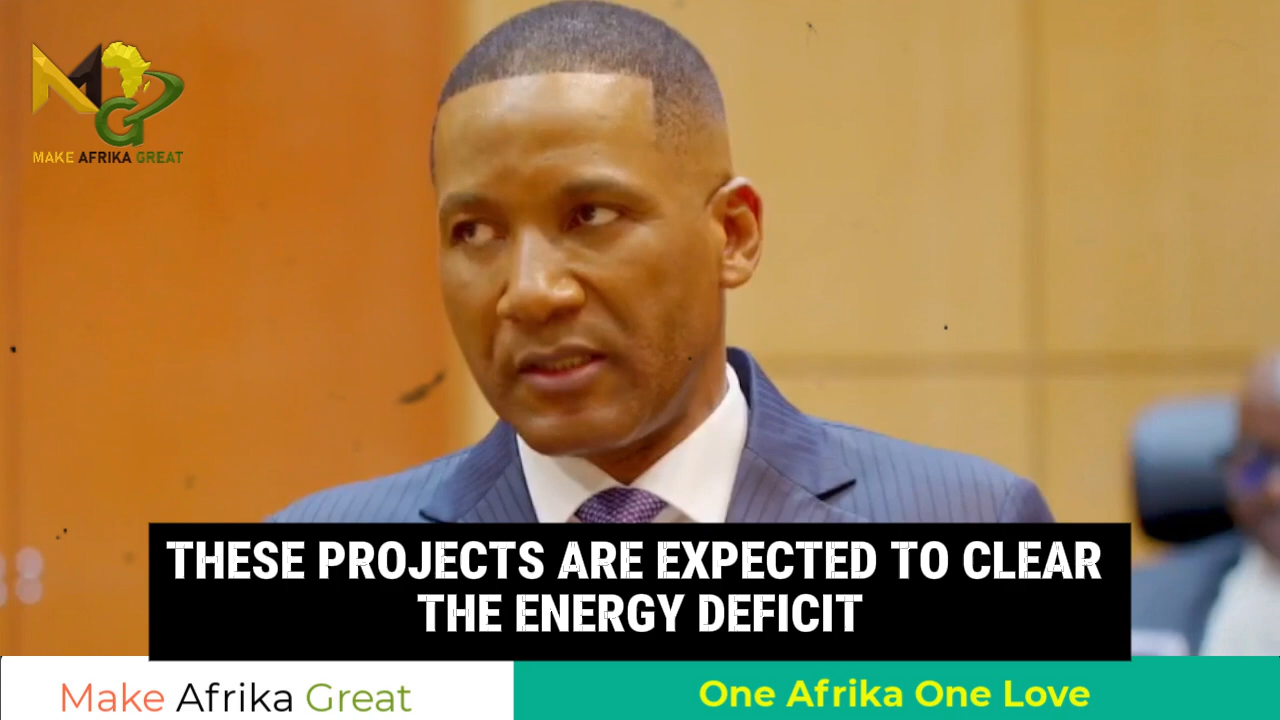 MG
MAKE AFRIKA GREAT
THESE PROJECTS ARE EXPECTED TO CLEAR
THE ENERGY DEFICIT
Make Afrika Great
One Afrika One Love